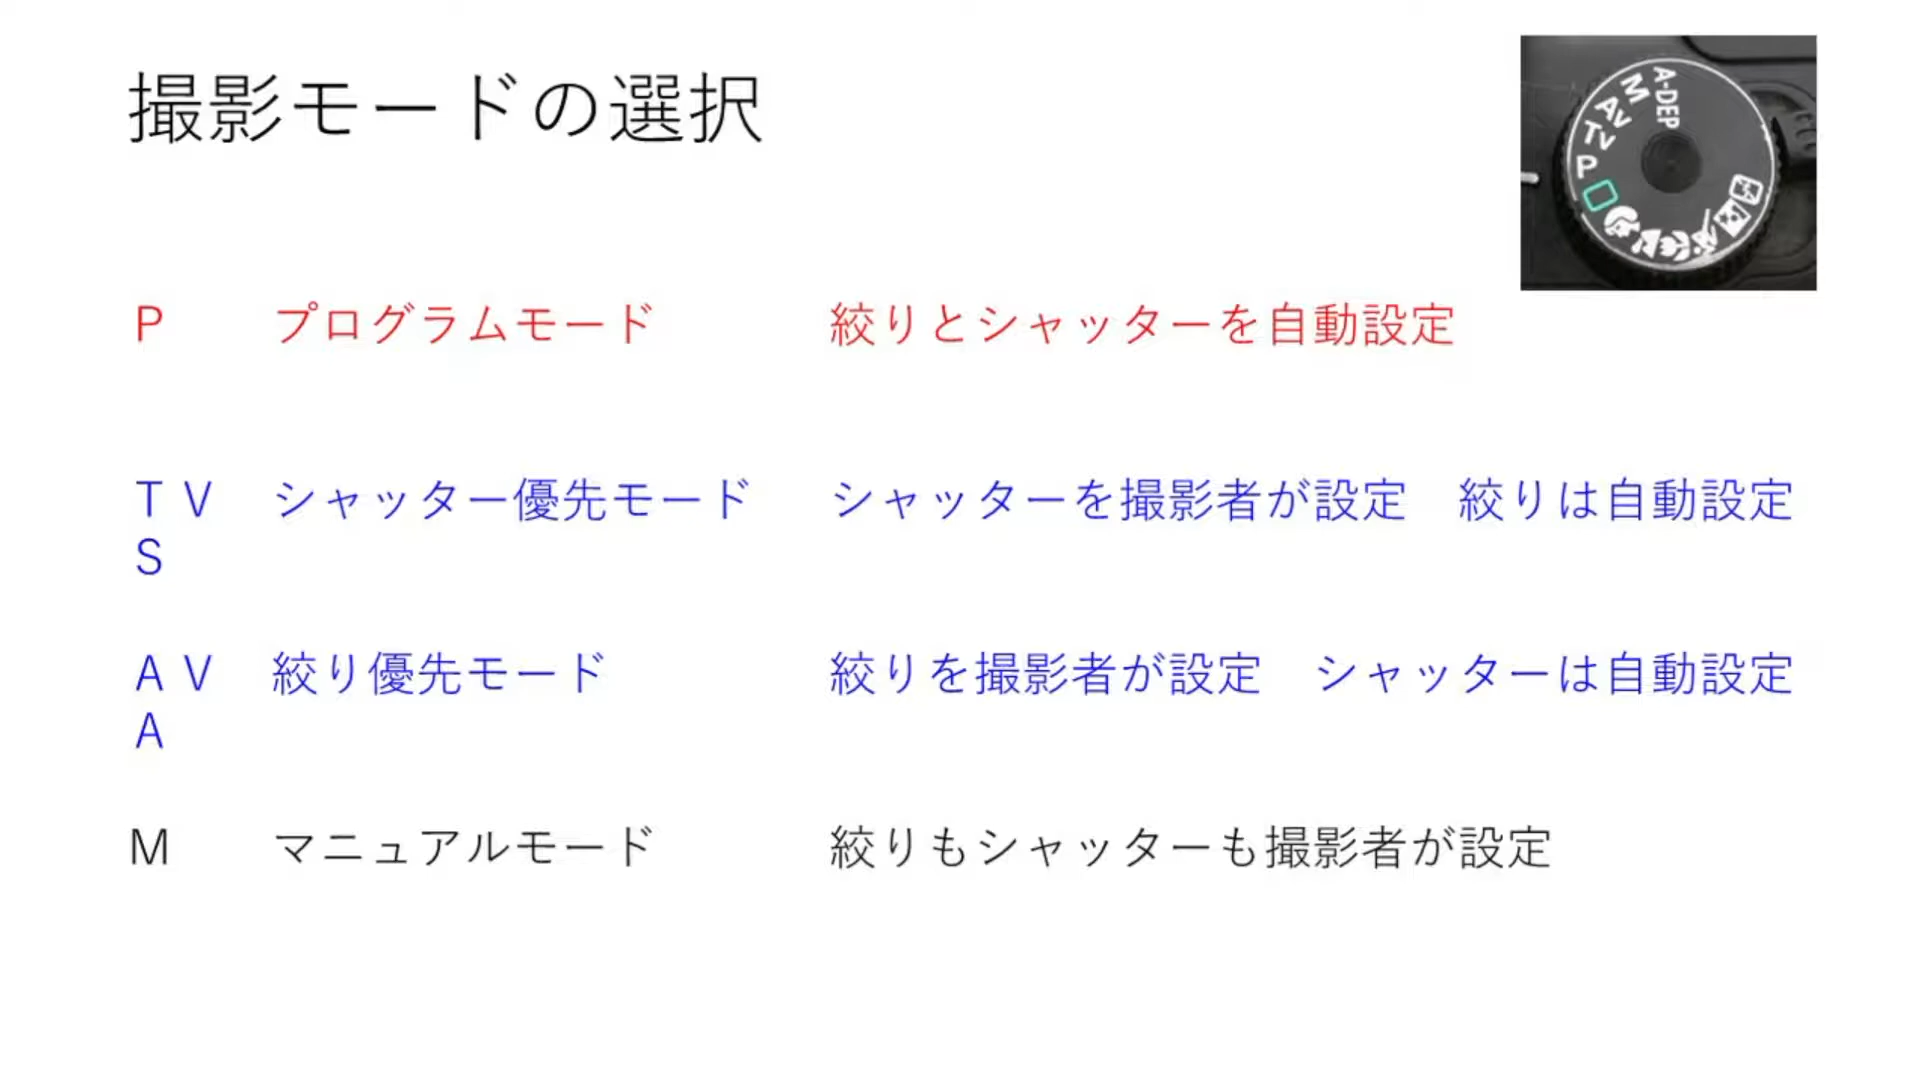 撮影モードの選択
A-DEP
M
Av
Tv
P
P　プログラムモード　絞りとシャッターを自動設定
ＴＶ　シャッター優先モード　シャッターを撮影者が設定　絞りは自動設定
S
ＡＶ　絞り優先モード　絞りを撮影者が設定　シャッターは自動設定
A
M　マニュアルモード　絞りもシャッターも撮影者が設定